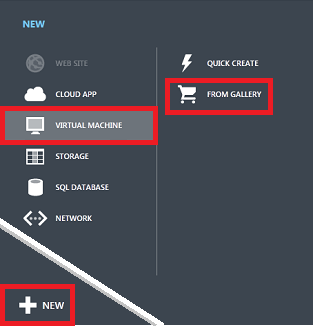 NEW
WEB SITE
CLOUD APP
VIRTUAL MACHINE
STORAGE
SQL DATABASE
NETWORK
QUICK CREATE
FROM GALLERY
NEW